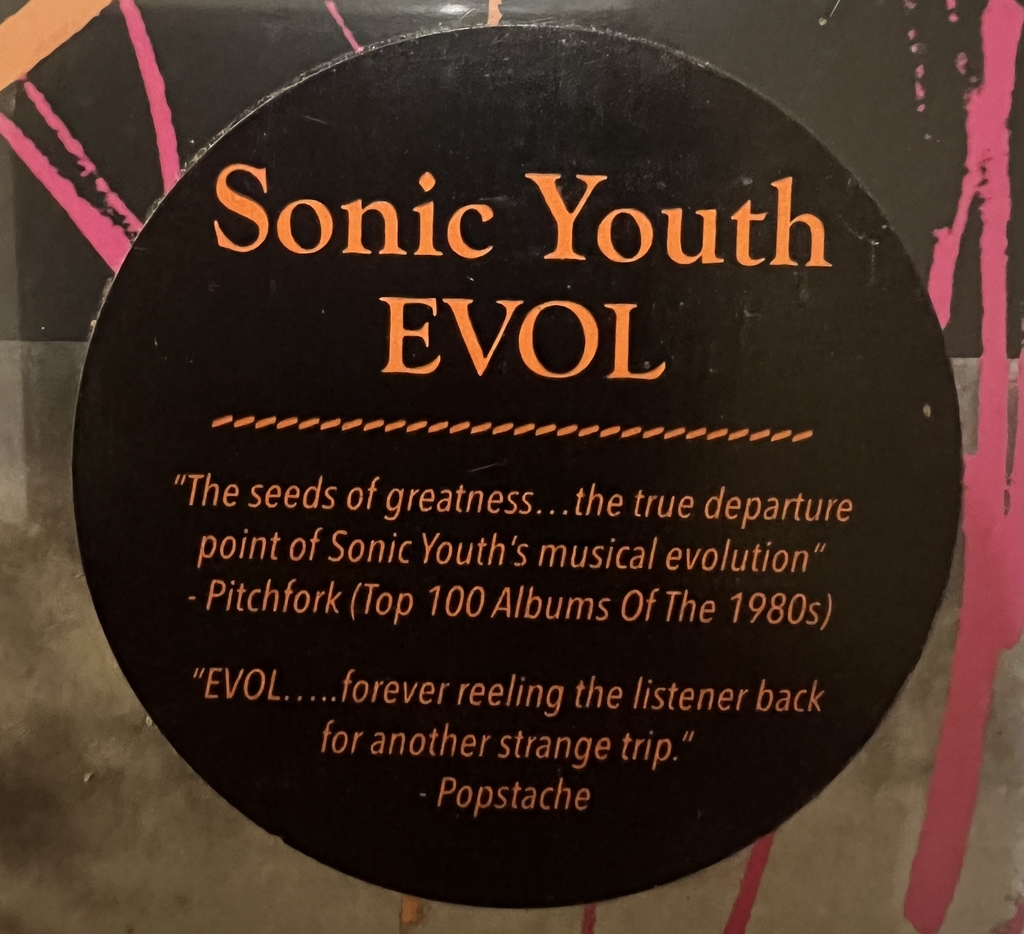 Sonic Youth
EVOL
“The seeds of greatness...the true departure
point of Sonic Youth's musical evolution“
- Pitchfork (Top 100 Albums Of The 1980s)
“EVOL.....forever reeling the listener back
for another strange trip.“
- Popstache